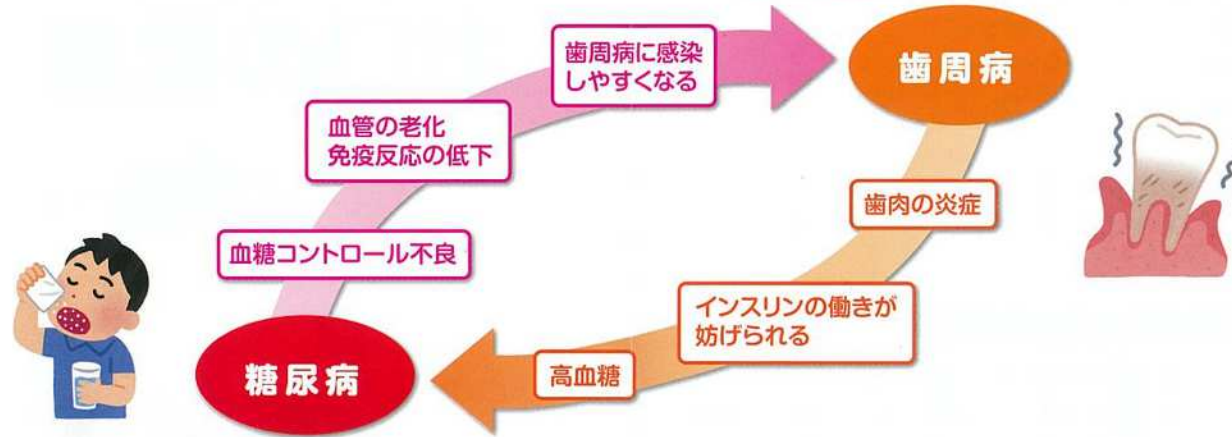 歯周病に感染
しやすくなる
歯周病
血管の老化
免疫反応の低下
歯肉の炎症
血糖コントロール不良
インスリンの働きが
妨げられる
高血糖
糖尿病